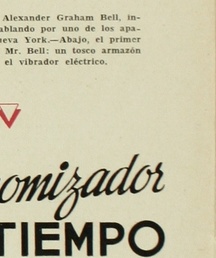 Alexander Graham Bell, in-
ablando por uno de los apa-
ueva York.—Abajo, el primer
Mr. Bell: un tosco armazón
el vibrador eléctrico.
omizador
TIEMPO